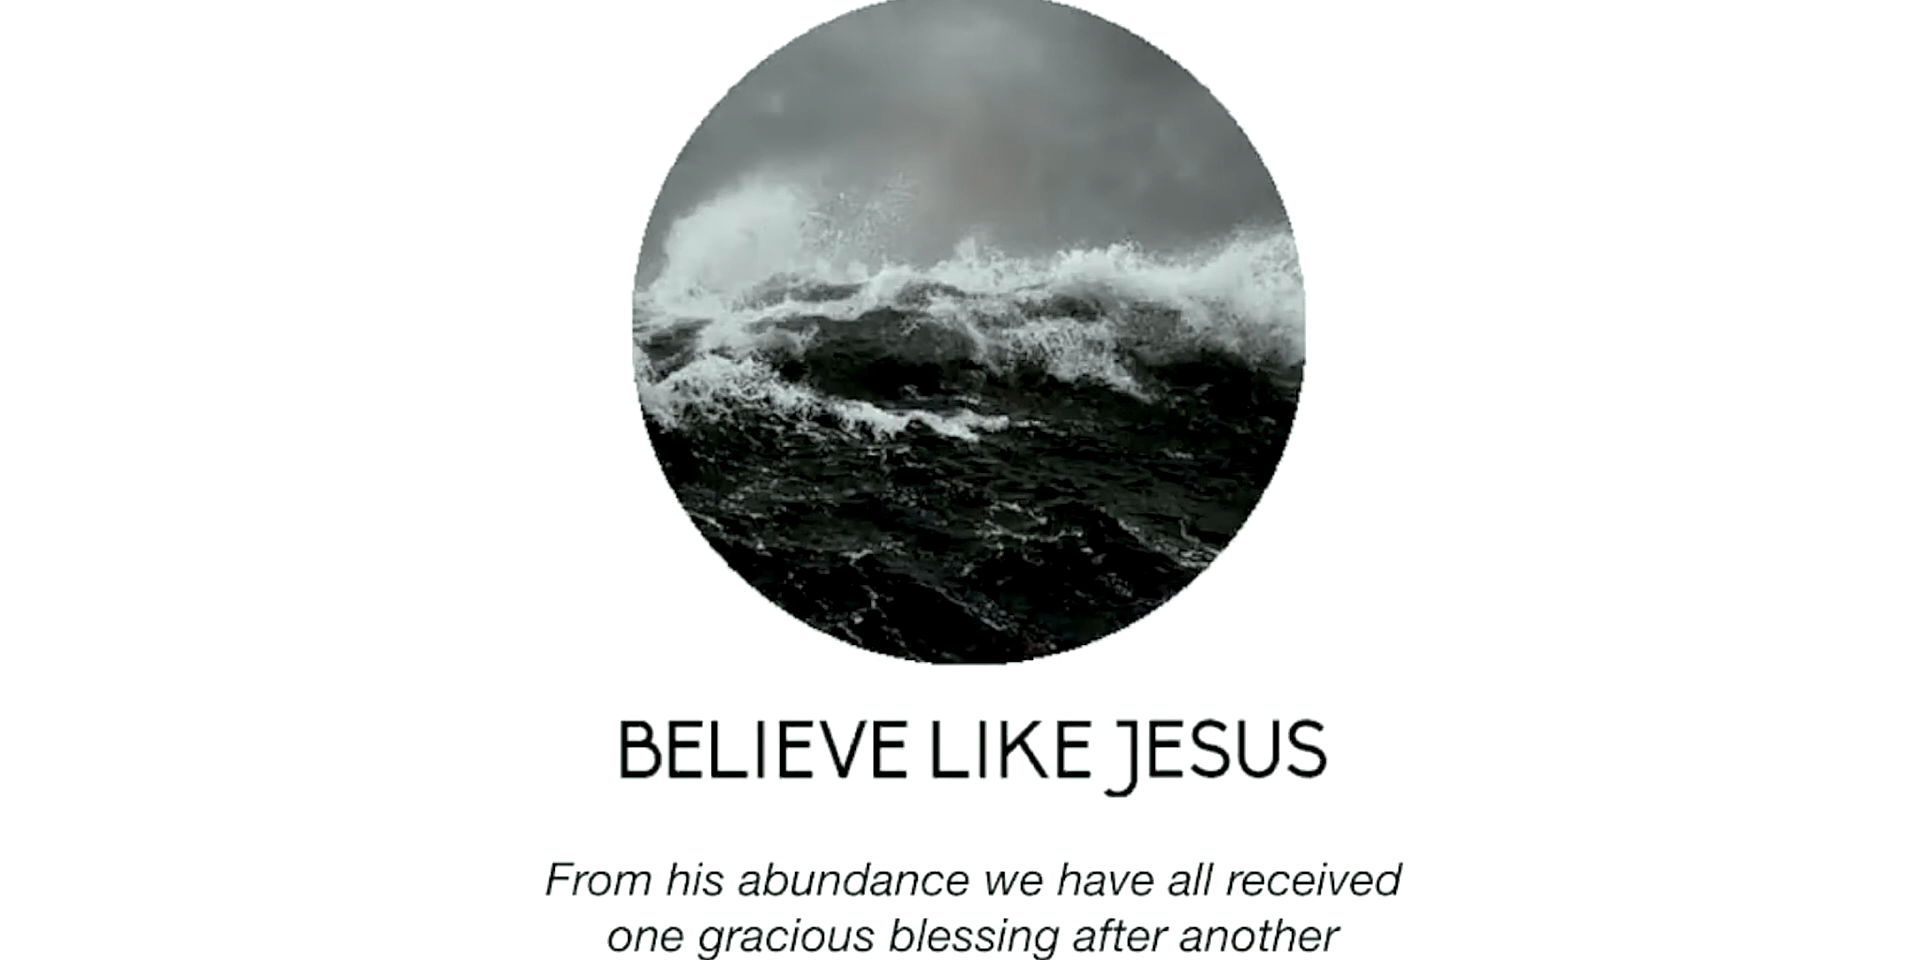 BELIEVE LIKE JESUS
From his abundance we have all received
one gracious blessing after another